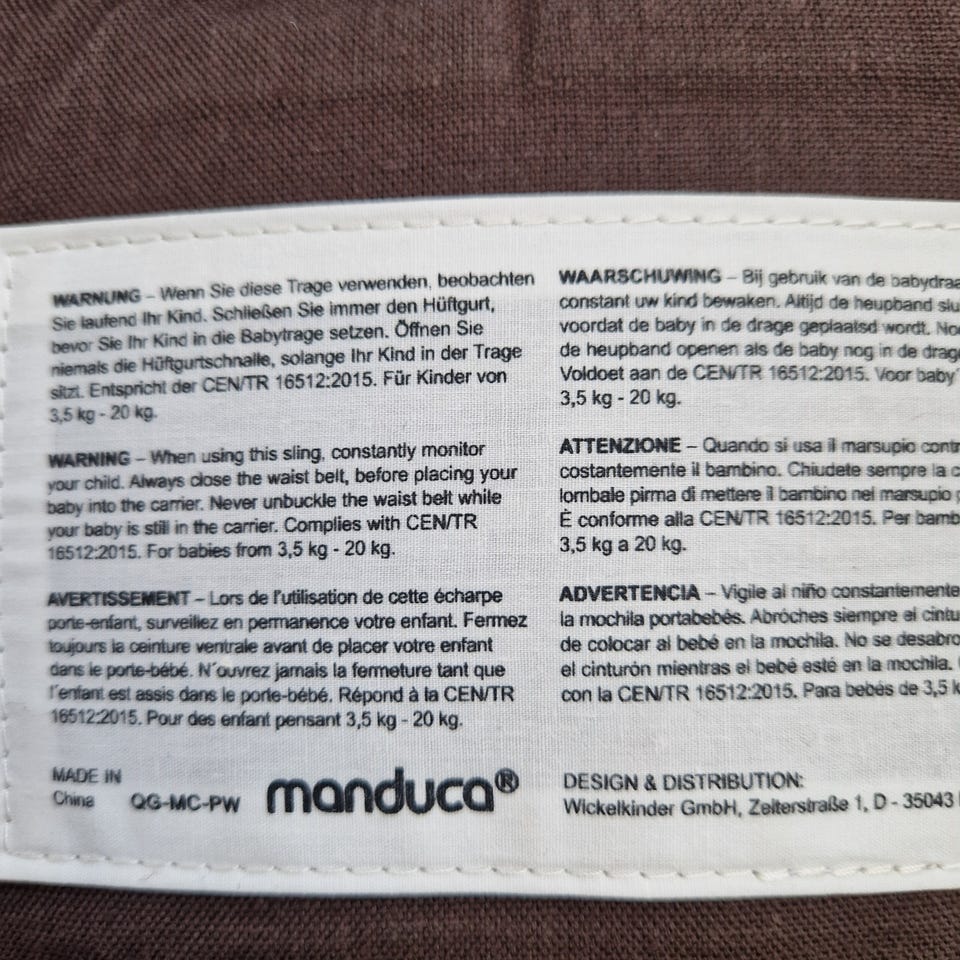 WARNUNG – Wenn Sie diese Trage verwenden, beobachten
Sie laufend Ihr Kind. Schließen Sie immer den Hüftgurt,
bevor Sie Ihr Kind in die Babytrage setzen. Öffnen Sie
niemals die Hüftgurtschnalle, solange Ihr Kind in der Trage
sitzt. Entspricht der CEN/TR 16512:2015. Für Kinder von
3,5 kg - 20 kg.
WARNING – When using this sling, constantly monitor
your child. Always close the waist belt, before placing your
baby into the carrier. Never unbuckle the waist belt while
your baby is still in the carrier. Complies with CEN/TR
16512:2015. For babies from 3,5 kg - 20 kg.
AVERTISSEMENT – Lors de l'utilisation de cette écharpe
porte-enfant, surveillez en permanence votre enfant. Fermez
toujours la ceinture ventrale avant de placer votre enfant
dans le porte-bébé. N´ouvrez jamais la fermeture tant que
l´enfant est assis dans le porte-bébé. Répond à la CEN/TR
16512:2015. Pour des enfant pensant 3,5 kg - 20 kg.
MADE IN
China QG-MC-PW manduca®
WAARSCHUWING – Bij gebruik van de
constant uw kind bewaken. Altijd de heupband
voordat de baby in de drage geplaatsd wordt.
de heupband openen als de baby nog in de
Voldoet aan de CEN/TR 16512:2015. Voor baby
3,5 kg - 20 kg.
ATTENZIONE – Quando si usa il marsupio
costantemente il bambino. Chiudete sempre la
lombale pirma di mettere il bambino nel marsupio
È conforme alla CEN/TR 16512:2015. Per
3,5 kg a 20 kg.
ADVERTENCIA – Vigile al niño constantemente
la mochila portabebés. Abróches siempre el
de colocar al bebé en la mochila. No se
el cinturón mientras el bebé esté en la mochila.
con la CEN/TR 16512:2015. Para bebés de 3,5
DESIGN & DISTRIBUTION:
Wickelkinder GmbH, Zeiterstraße 1, D - 35043